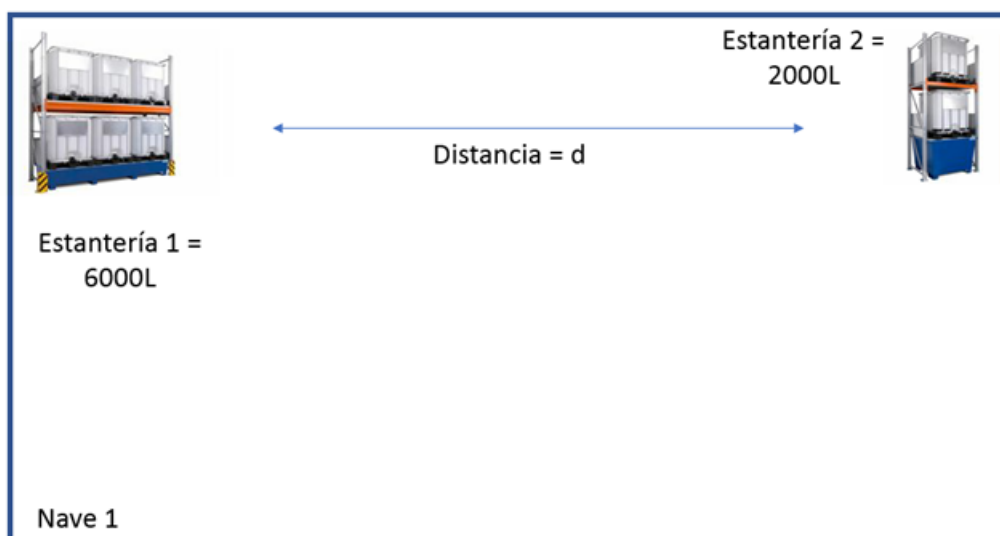 Estantería 2 =
2000L
Distancia = d
Estantería 1 =
6000L
Nave 1